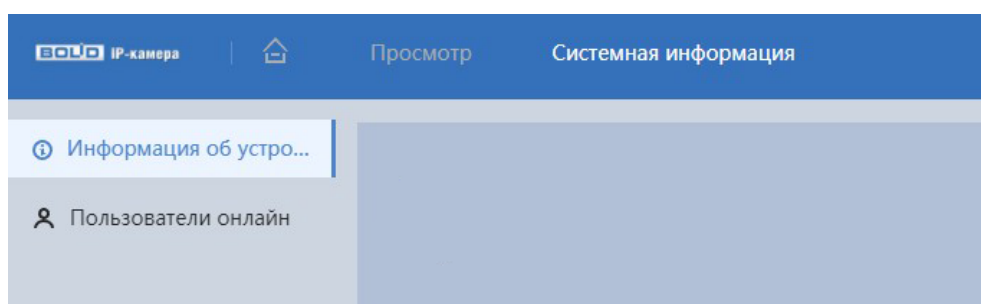 BOLID IP-камера Просмотр Системная информация
Информация об устро...
Пользователи онлайн